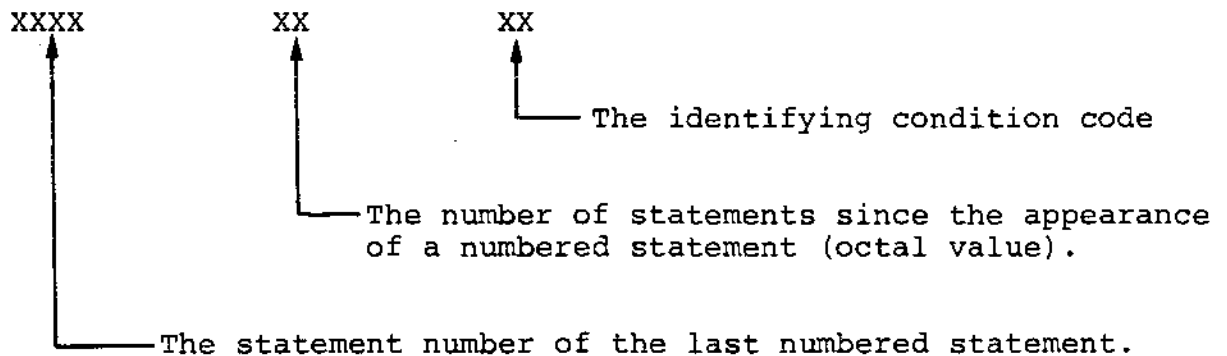 XXXX XX XX
The identifying condition code
The number of statements since the appearance
of a numbered statement (octal value).
The statement number of the last numbered statement.